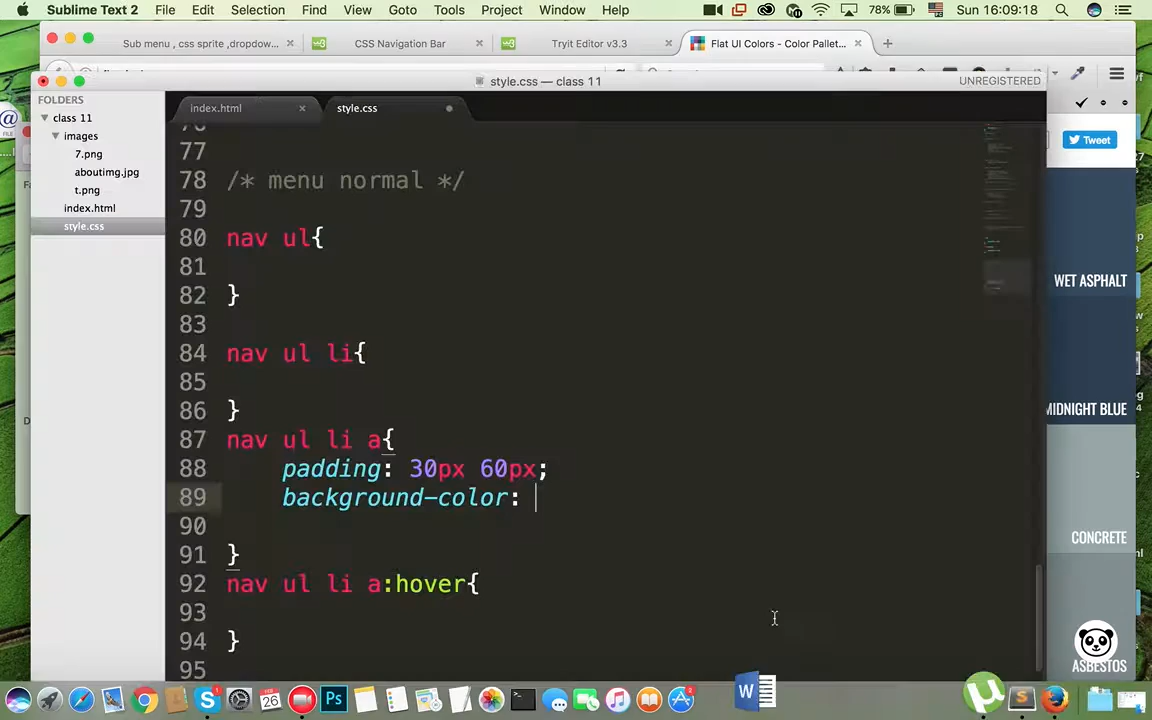 Sublime Text 2 File Edit Selection Find View Goto Tools Project Window Help 78% Sun 16:09:18
Sub menu , css sprite ,dropdow... × CSS Navigation Bar × Tryit Editor v3.3 × Flat UI Colors - Color Pallet... × +
style.css — class 11 UNREGISTERED
FOLDERS
class 11
images
7.png
aboutimg.jpg
t.png
index.html
style.css
index.html × style.css
77
78 /* menu normal */
79
80 nav ul{
81
82 }
83
84 nav ul li{
85
86 }
87 nav ul li a{
88 padding: 30px 60px;
89 background-color:
90
91 }
92 nav ul li a:hover{
93
94 }
95
Tweet
WET ASPHALT
MIDNIGHT BLUE
CONCRETE
ASBESTOS